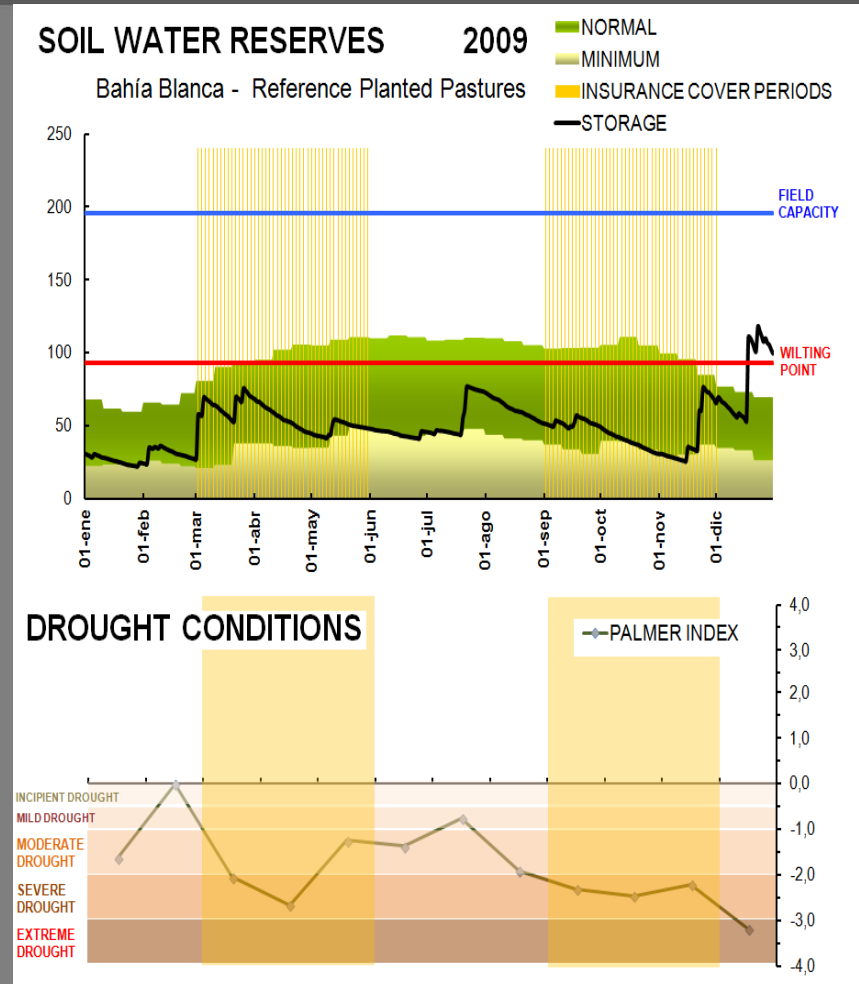 SOIL WATER RESERVES 2009
Bahía Blanca - Reference Planted Pastures
NORMAL
MINIMUM
INSURANCE COVER PERIODS
STORAGE
250
200
150
100
50
0
FIELD
CAPACITY
WILTING
POINT
01-ene
01-feb
01-mar
01-abr
01-may
01-jun
01-jul
01-ago
01-sep
01-oct
01-nov
01-dic
DROUGHT CONDITIONS
PALMER INDEX
4,0
3,0
2,0
1,0
0,0
-1,0
-2,0
-3,0
-4,0
INCIPIENT DROUGHT
MILD DROUGHT
MODERATE
DROUGHT
SEVERE
DROUGHT
EXTREME
DROUGHT